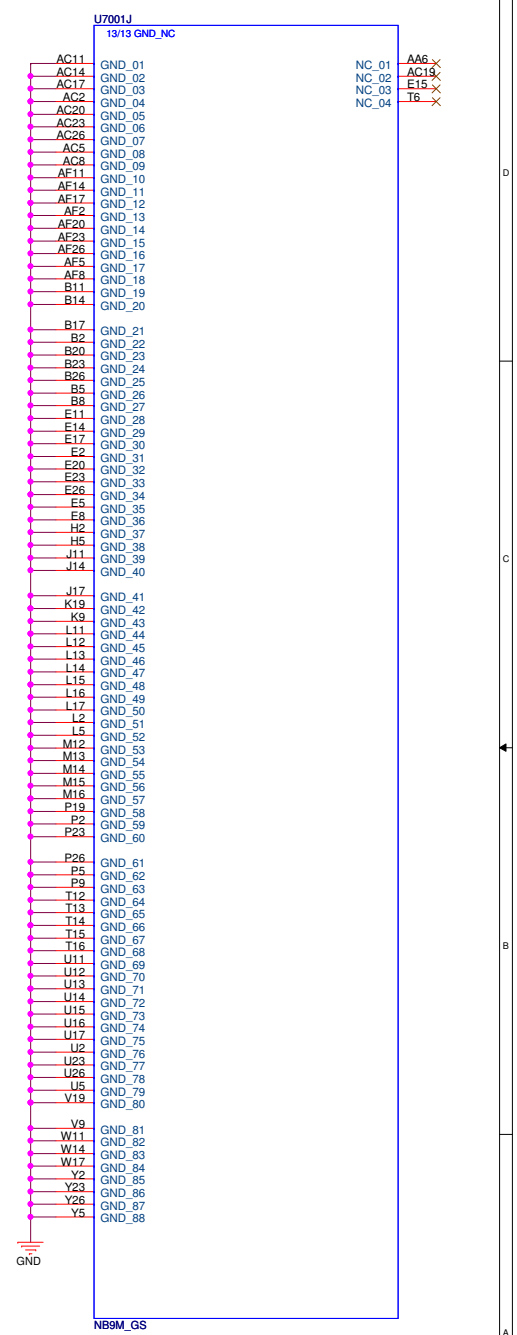 U7001J
13/13 GND_NC
AC11 GND_01 NC_01 AA6
AC14 GND_02 NC_02 AC19
AC17 GND_03 NC_03 E15
AC2 GND_04 NC_04 T6
AC20 GND_05
AC23 GND_06
AC26 GND_07
AC5 GND_08
AC8 GND_09
AF11 GND_10
AF14 GND_11
AF17 GND_12
AF2 GND_13
AF20 GND_14
AF23 GND_15
AF26 GND_16
AF5 GND_17
AF8 GND_18
B11 GND_19
B14 GND_20
B17 GND_21
B2 GND_22
B20 GND_23
B23 GND_24
B26 GND_25
B5 GND_26
B8 GND_27
E11 GND_28
E14 GND_29
E17 GND_30
E2 GND_31
E20 GND_32
E23 GND_33
E26 GND_34
E5 GND_35
E8 GND_36
H2 GND_37
H5 GND_38
J11 GND_39
J14 GND_40
J17 GND_41
K19 GND_42
K9 GND_43
L11 GND_44
L12 GND_45
L13 GND_46
L14 GND_47
L15 GND_48
L16 GND_49
L17 GND_50
L2 GND_51
L5 GND_52
M12 GND_53
M13 GND_54
M14 GND_55
M15 GND_56
M16 GND_57
P19 GND_58
P2 GND_59
P23 GND_60
P26 GND_61
P5 GND_62
P9 GND_63
T12 GND_64
T13 GND_65
T14 GND_66
T15 GND_67
T16 GND_68
U11 GND_69
U12 GND_70
U13 GND_71
U14 GND_72
U15 GND_73
U16 GND_74
U17 GND_75
U2 GND_76
U23 GND_77
U26 GND_78
U5 GND_79
V19 GND_80
V9 GND_81
W11 GND_82
W14 GND_83
W17 GND_84
Y2 GND_85
Y23 GND_86
Y26 GND_87
Y5 GND_88
GND
NB9M_GS
D
C
B
A